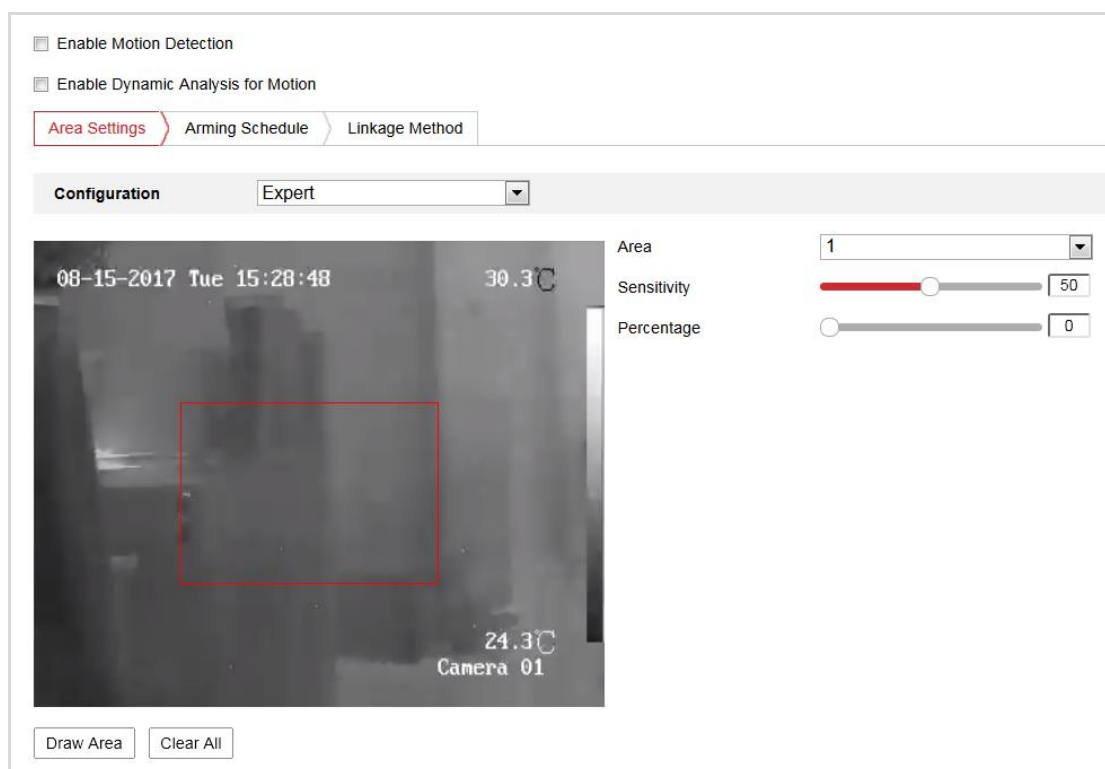 Enable Motion Detection
Enable Dynamic Analysis for Motion
Area Settings
Arming Schedule
Linkage Method
Configuration
Expert
08-15-2017 Tue 15:28:48
30.3℃
24.3℃
Camera 01
Area
1
Sensitivity
50
Percentage
0
Draw Area
Clear All